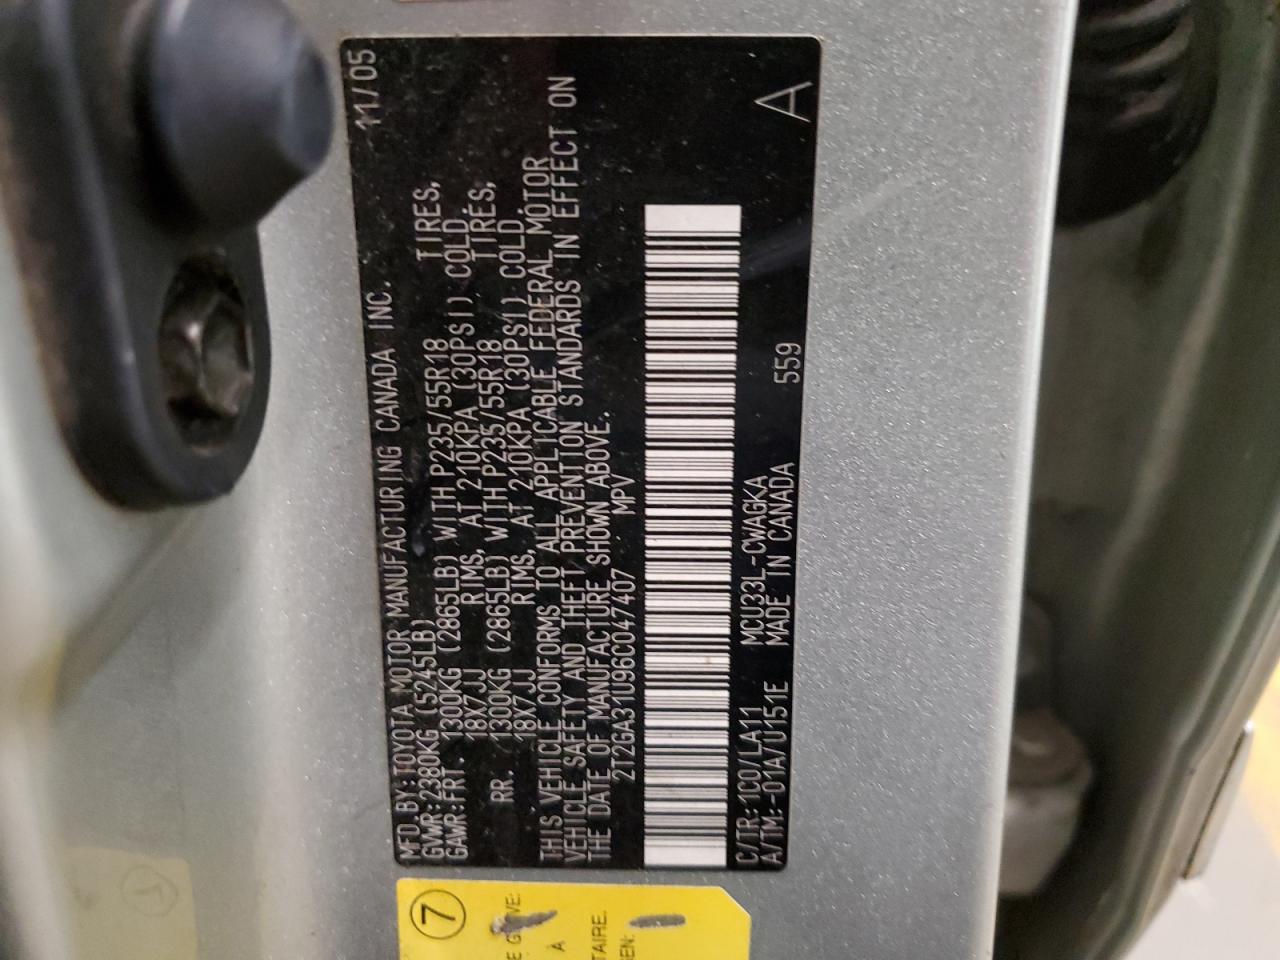 MFD.BY:TOYOTA MOTOR MANUFACTURING CANADA INC. 11/05
GVWR:2380KG (5245LB)
GAWR:FRT. 1300KG (2865LB) WITH P235/55R18 TIRES,
18X7JJ RIMS, AT 210KPA (30PSI) COLD.
RR. 1300KG (2865LB) WITH P235/55R18 TIRES,
18X7JJ RIMS, AT 210KPA (30PSI) COLD.
THIS VEHICLE CONFORMS TO ALL APPLICABLE FEDERAL MOTOR
VEHICLE SAFETY AND THEFT PREVENTION STANDARDS IN EFFECT ON
THE DATE OF MANUFACTURE SHOWN ABOVE.
2T2GA31U96C047407 MPV
C/TR:1C0/LA11 MCU33L-CWAGKA
A/TM:-01A/U151E MADE IN CANADA 559 A
7
À
TAIRE.